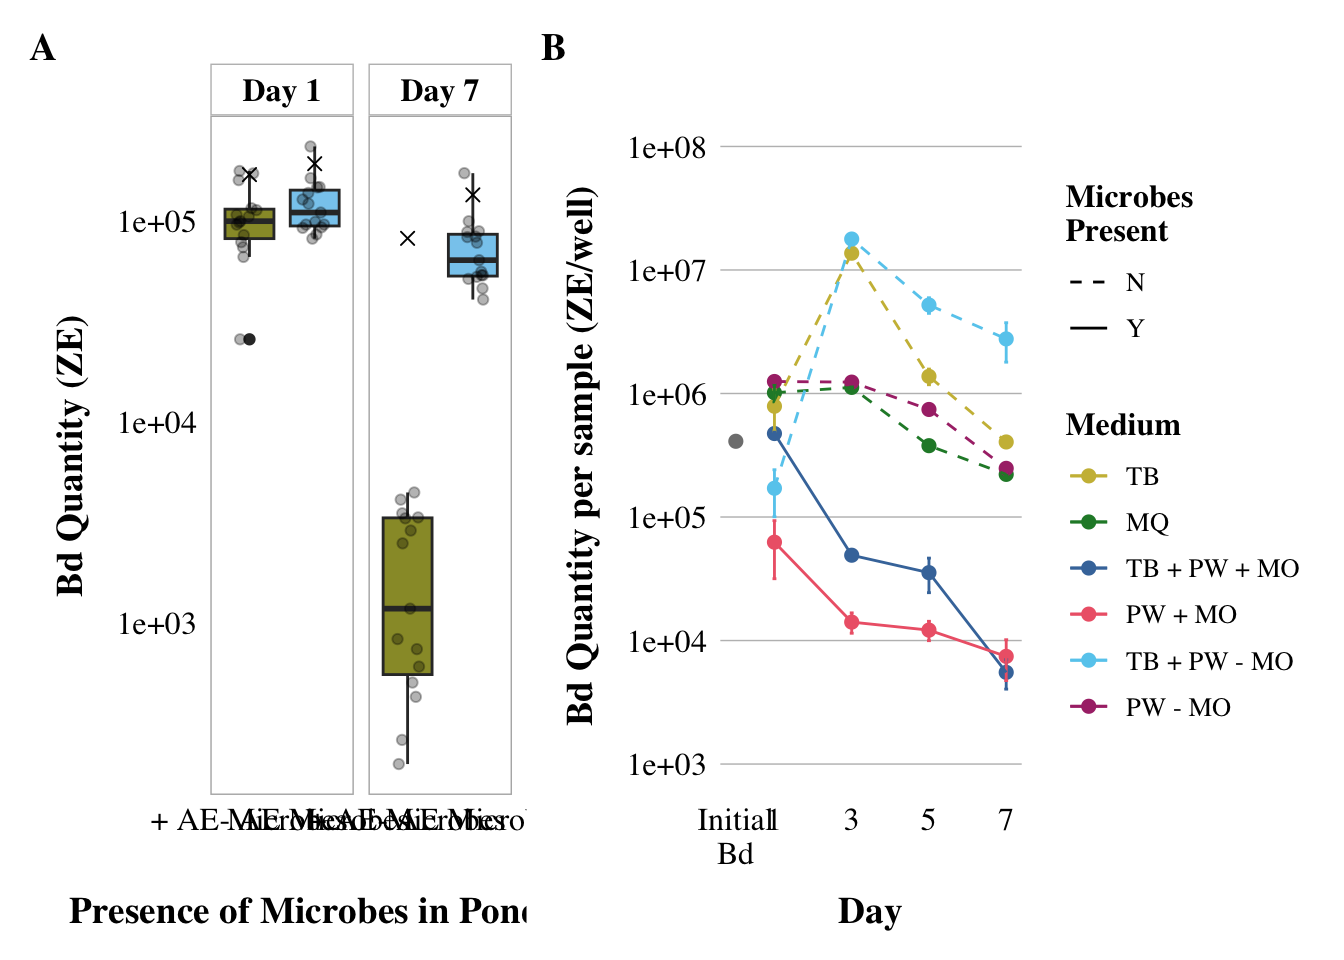 A
Day 1
Day 7
Bd Quantity (ZE)
1e+05
1e+04
1e+03
+ AE-Microbes
Presence of Microbes in Pon
B
Bd Quantity per sample (ZE/well)
1e+08
1e+07
1e+06
1e+05
1e+04
1e+03
Initial 1 3 5 7
Bd
Day
Microbes
Present
N
Y
Medium
TB
MQ
TB + PW + MO
PW + MO
TB + PW - MO
PW - MO